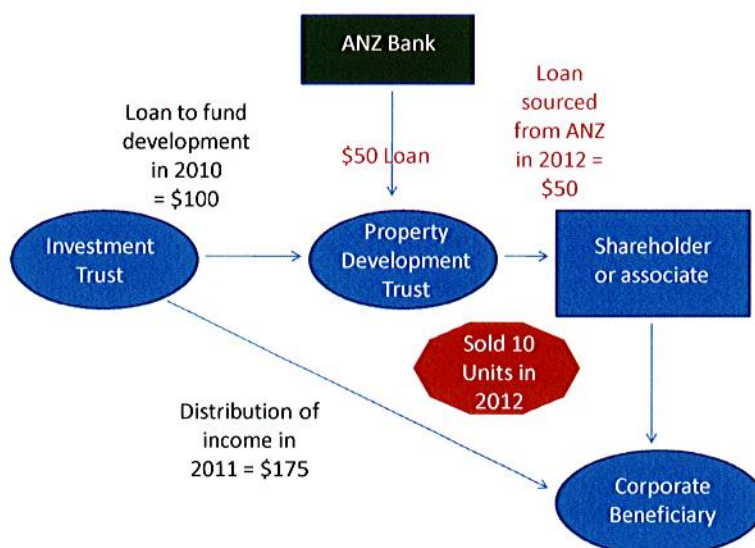 ANZ Bank
Loan
sourced
from ANZ
in 2012 =
$50
Loan to fund
development
in 2010
= $100
$50 Loan
Investment
Trust
Property
Development
Trust
Shareholder
or associate
Sold 10
Units in
2012
Distribution of
income in
2011 = $175
Corporate
Beneficiary